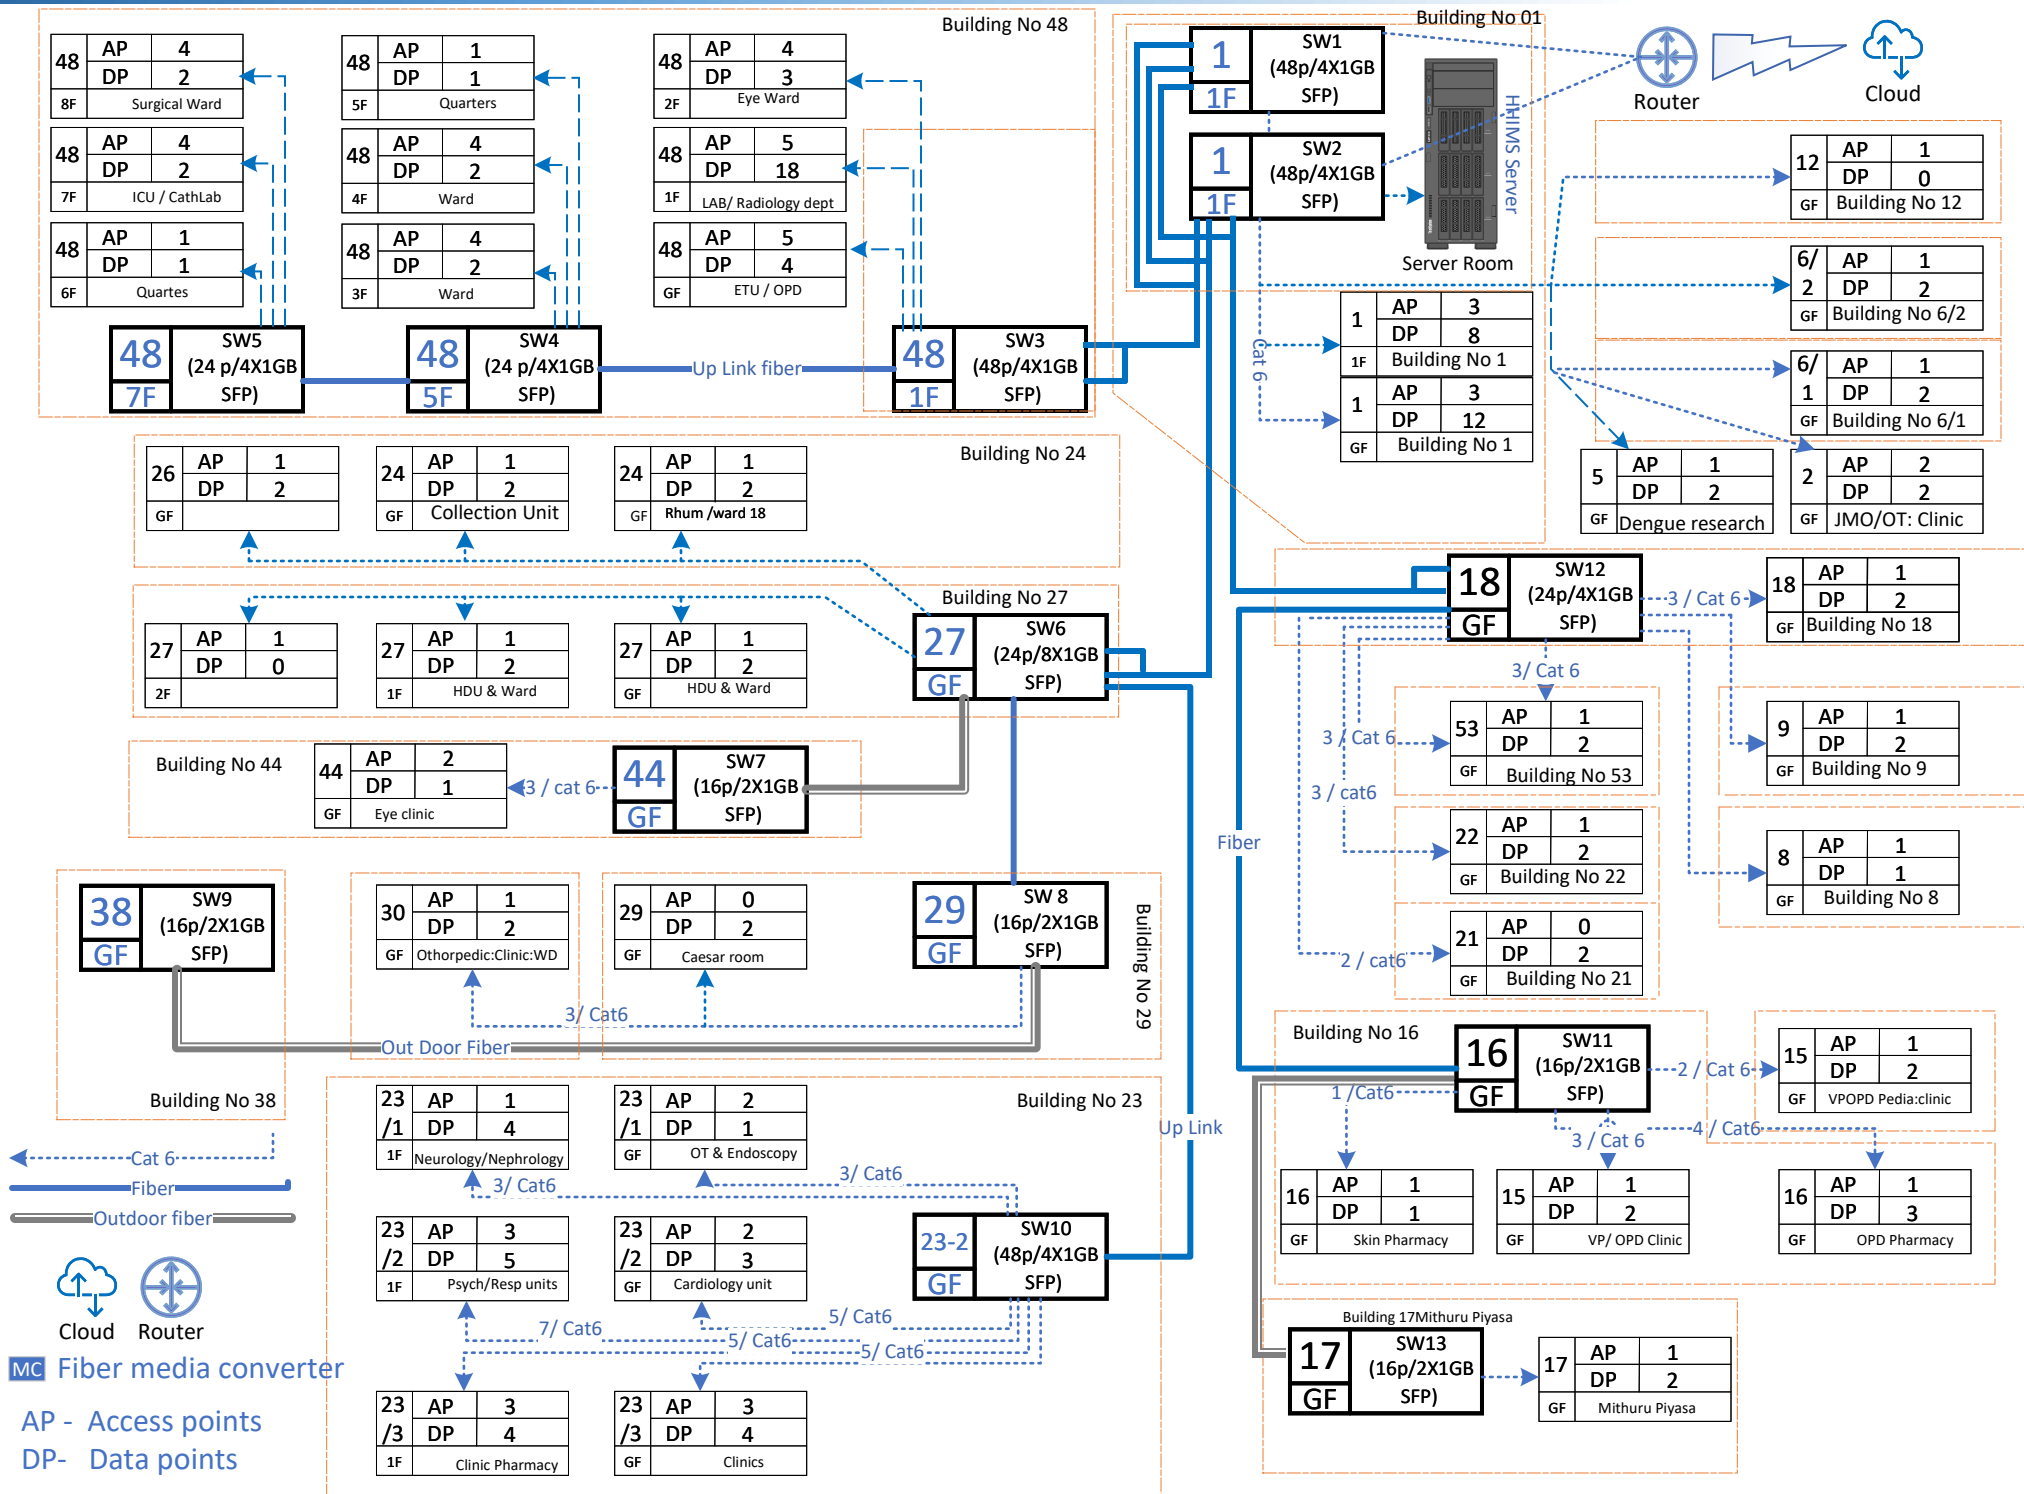 Building No 48
48
AP 4
DP 2
8F Surgical Ward
48
AP 4
DP 2
7F ICU / CathLab
48
AP 1
DP 1
6F Quartes
48
AP 1
DP 1
5F Quarters
48
AP 4
DP 2
4F Ward
48
AP 4
DP 2
3F Ward
48
AP 4
DP 3
2F Eye Ward
48
AP 5
DP 18
1F LAB/ Radiology dept
48
AP 5
DP 4
GF ETU / OPD
48
7F
SW5
(24 p/4X1GB
SFP)
48
5F
SW4
(24 p/4X1GB
SFP)
Up Link fiber
48
1F
SW3
(48p/4X1GB
SFP)
Building No 01
1
1F
SW1
(48p/4X1GB
SFP)
1
1F
SW2
(48p/4X1GB
SFP)
HHIMS Server
Server Room
Router
Cloud
Cat 6
1
AP 3
DP 8
1F Building No 1
1
AP 3
DP 12
GF Building No 1
12
AP 1
DP 0
GF Building No 12
6/
2
AP 1
DP 2
GF Building No 6/2
6/
1
AP 1
DP 2
GF Building No 6/1
5
AP 1
DP 2
GF Dengue research
2
AP 2
DP 2
GF JMO/OT: Clinic
Building No 24
26
AP 1
DP 2
GF
24
AP 1
DP 2
GF Collection Unit
24
AP 1
DP 2
GF Rhum /ward 18
Building No 27
27
AP 1
DP 0
2F
27
AP 1
DP 2
1F HDU & Ward
27
AP 1
DP 2
GF HDU & Ward
27
GF
SW6
(24p/8X1GB
SFP)
Building No 44
44
AP 2
DP 1
GF Eye clinic
3 / cat 6
44
GF
SW7
(16p/2X1GB
SFP)
38
GF
SW9
(16p/2X1GB
SFP)
Building No 38
30
AP 1
DP 2
GF Othorpedic:Clinic:WD
29
AP 0
DP 2
GF Caesar room
29
GF
SW 8
(16p/2X1GB
SFP)
Building No 29
3/ Cat6
Out Door Fiber
Building No 23
23
/1
AP 1
DP 4
1F Neurology/Nephrology
23
/1
AP 2
DP 1
GF OT & Endoscopy
3/ Cat6
3/ Cat6
23
/2
AP 3
DP 5
1F Psych/Resp units
23
/2
AP 2
DP 3
GF Cardiology unit
23-2
GF
SW10
(48p/4X1GB
SFP)
5/ Cat6
7/ Cat6
5/ Cat6
5/ Cat6
23
/3
AP 3
DP 4
1F Clinic Pharmacy
23
/3
AP 3
DP 4
GF Clinics
Up Link
Fiber
18
GF
SW12
(24p/4X1GB
SFP)
3 / Cat 6
18
AP 1
DP 2
GF Building No 18
3/ Cat 6
3 / Cat 6
53
AP 1
DP 2
GF Building No 53
9
AP 1
DP 2
GF Building No 9
3 / cat6
22
AP 1
DP 2
GF Building No 22
8
AP 1
DP 1
GF Building No 8
2 / cat6
21
AP 0
DP 2
GF Building No 21
Building No 16
16
GF
SW11
(16p/2X1GB
SFP)
2 / Cat 6
15
AP 1
DP 2
GF VPOPD Pedia:clinic
1 /Cat6
3 / Cat 6
4 / Cat6
16
AP 1
DP 1
GF Skin Pharmacy
15
AP 1
DP 2
GF VP/ OPD Clinic
16
AP 1
DP 3
GF OPD Pharmacy
Building 17Mithuru Piyasa
17
GF
SW13
(16p/2X1GB
SFP)
17
AP 1
DP 2
GF Mithuru Piyasa
Cat 6
Fiber
Outdoor fiber
Cloud
Router
MC Fiber media converter
AP - Access points
DP- Data points